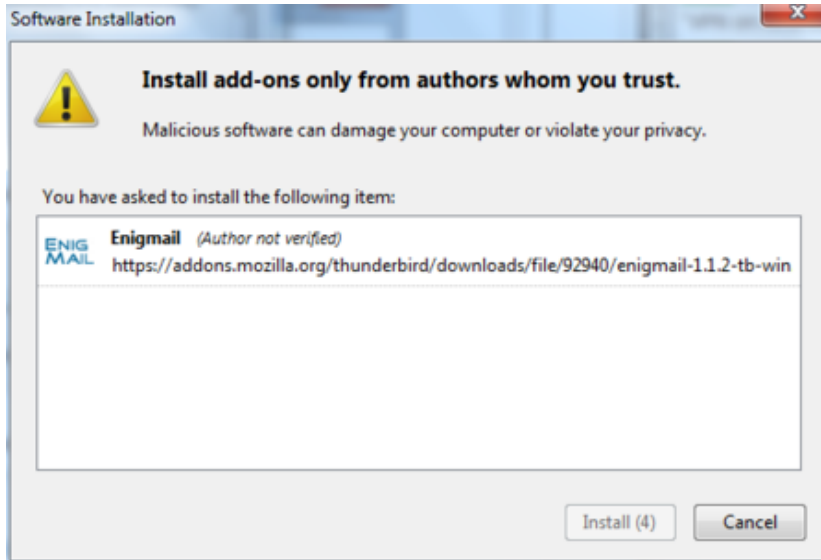 Software Installation
Install add-ons only from authors whom you trust.
Malicious software can damage your computer or violate your privacy.
You have asked to install the following item:
ENIG
MAIL
Enigmail (Author not verified)
https://addons.mozilla.org/thunderbird/downloads/file/92940/enigmail-1.1.2-tb-win
Install (4)
Cancel